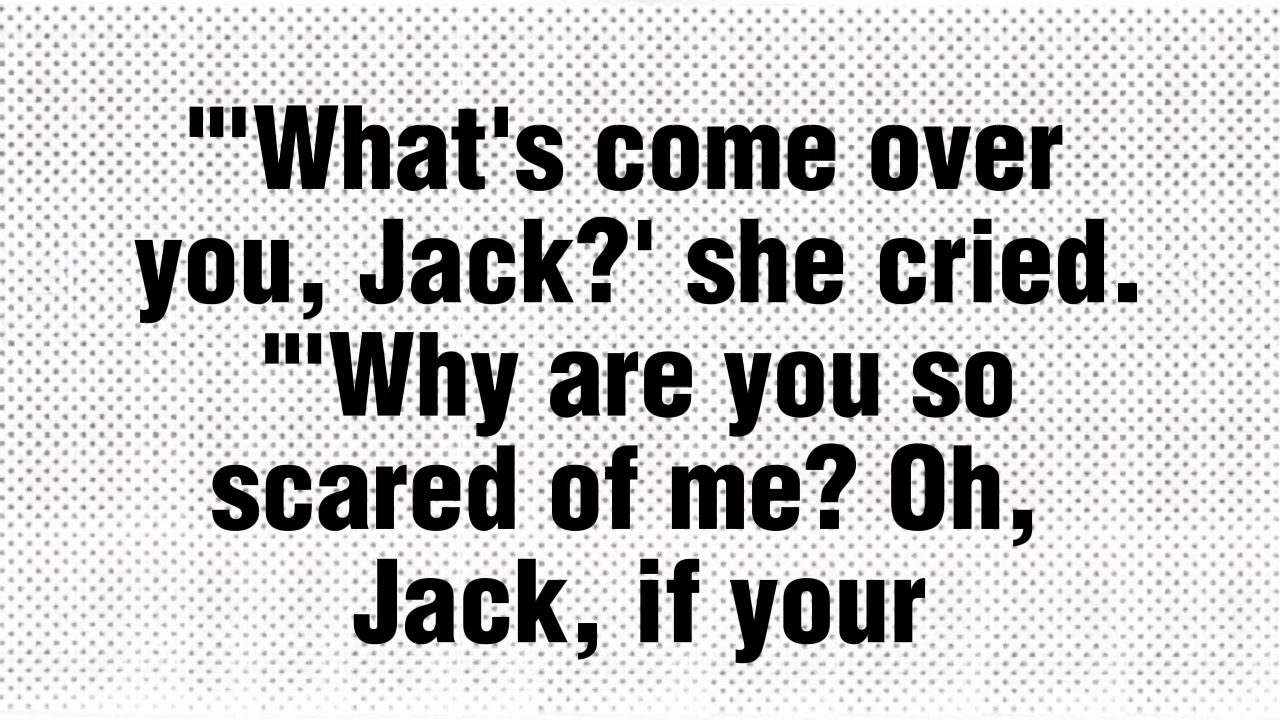 "'What's come over
you, Jack?' she cried.
"'Why are you so
scared of me? Oh,
Jack, if your